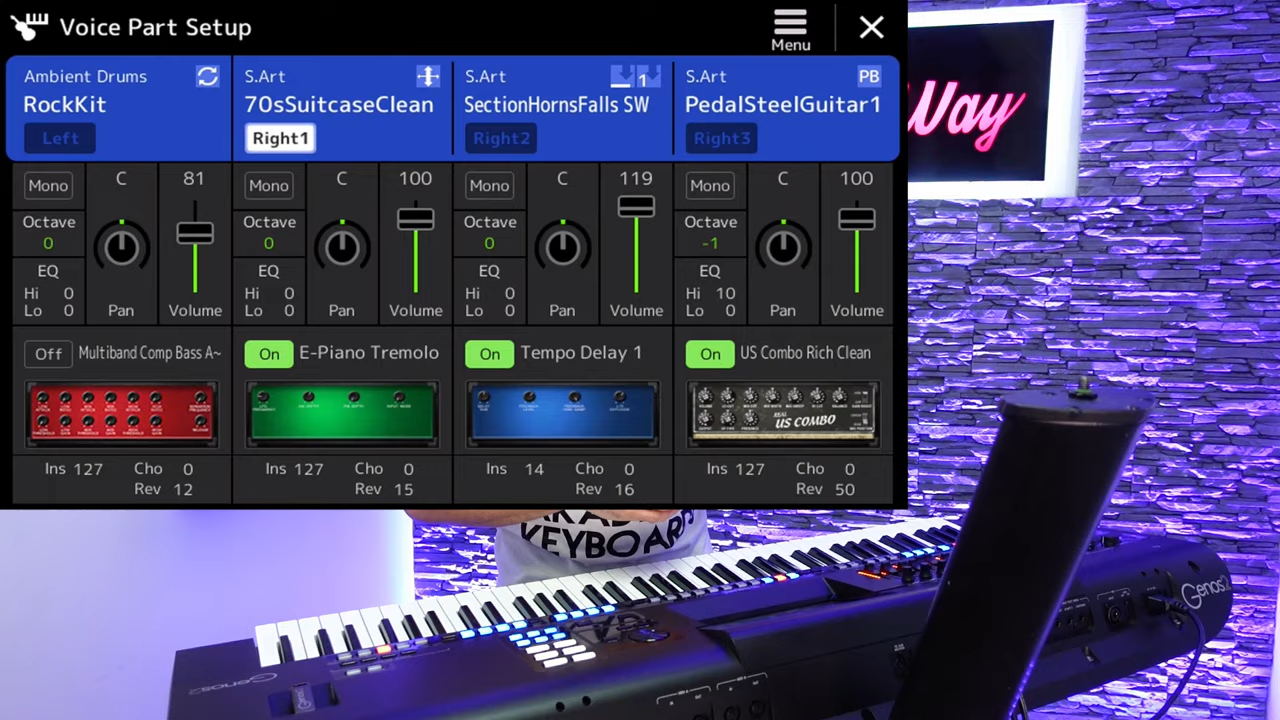 Voice Part Setup
Menu
Ambient Drums
RockKit
Left
S.Art
70sSuitcaseClean
Right1
S.Art
1
SectionHornsFalls SW
Right2
S.Art
PB
PedalSteelGuitar1
Right3
Mono
C
81
Octave
0
EQ
Hi 0
Lo 0
Pan
Volume
Mono
C
100
Octave
0
EQ
Hi 0
Lo 0
Pan
Volume
Mono
C
119
Octave
0
EQ
Hi 0
Lo 0
Pan
Volume
Mono
C
100
Octave
-1
EQ
Hi 10
Lo 0
Pan
Volume
Off
Multiband Comp Bass A~
On
E-Piano Tremolo
On
Tempo Delay 1
On
US Combo Rich Clean
REAL
US COMBO
Ins 127
Cho 0
Rev 12
Ins 127
Cho 0
Rev 15
Ins 14
Cho 0
Rev 16
Ins 127
Cho 0
Rev 50
Way
KEYBOAR
Genos2
Genos2